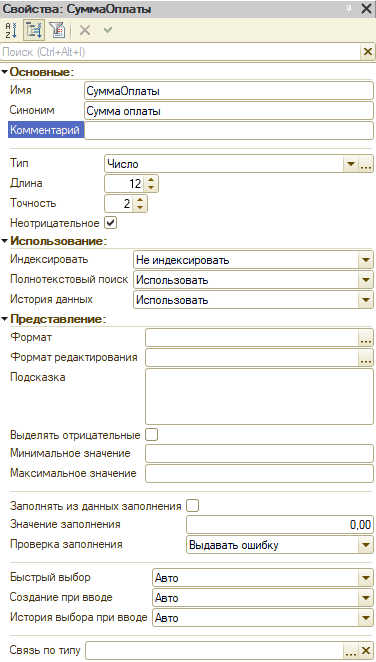 Свойства: СуммаОплаты
Поиск (Ctrl+Alt+I)
Основные:
Имя СуммаОплаты
Синоним Сумма оплаты
Комментарий
Тип Число
Длина 12
Точность 2
Неотрицательное
Использование:
Индексировать Не индексировать
Полнотекстовый поиск Использовать
История данных Использовать
Представление:
Формат
Формат редактирования
Подсказка
Выделять отрицательные
Минимальное значение
Максимальное значение
Заполнять из данных заполнения
Значение заполнения 0,00
Проверка заполнения Выдавать ошибку
Быстрый выбор Авто
Создание при вводе Авто
История выбора при вводе Авто
Связь по типу